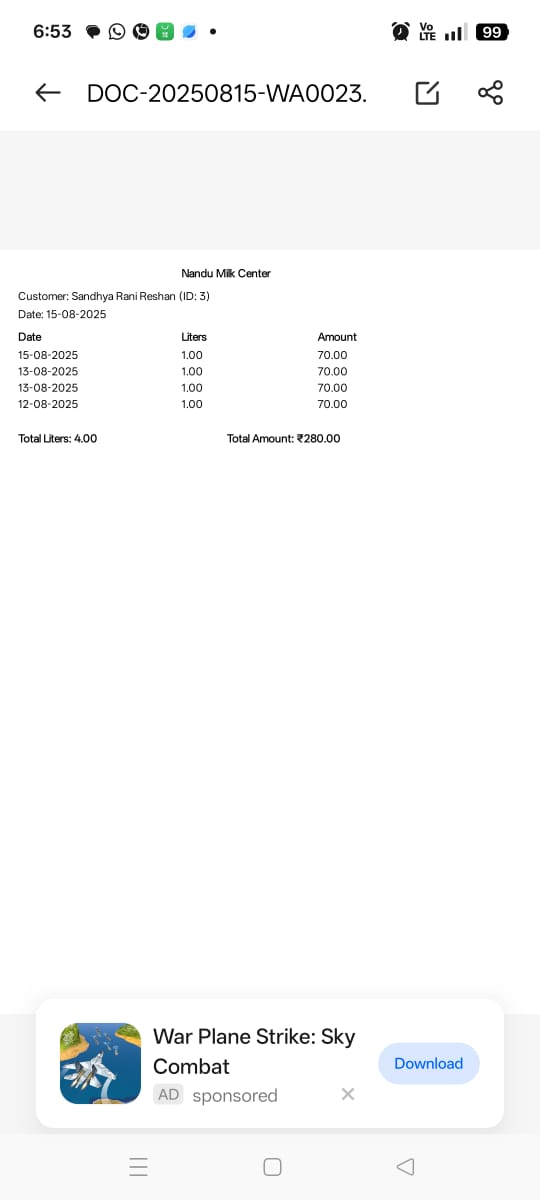 6:53
Vo
LTE
99
DOC-20250815-WA0023.
Nandu Milk Center
Customer: Sandhya Rani Reshan (ID: 3)
Date: 15-08-2025
Date Liters Amount
15-08-2025 1.00 70.00
13-08-2025 1.00 70.00
13-08-2025 1.00 70.00
12-08-2025 1.00 70.00
Total Liters: 4.00 Total Amount: ₹280.00
War Plane Strike: Sky
Combat
AD sponsored
Download